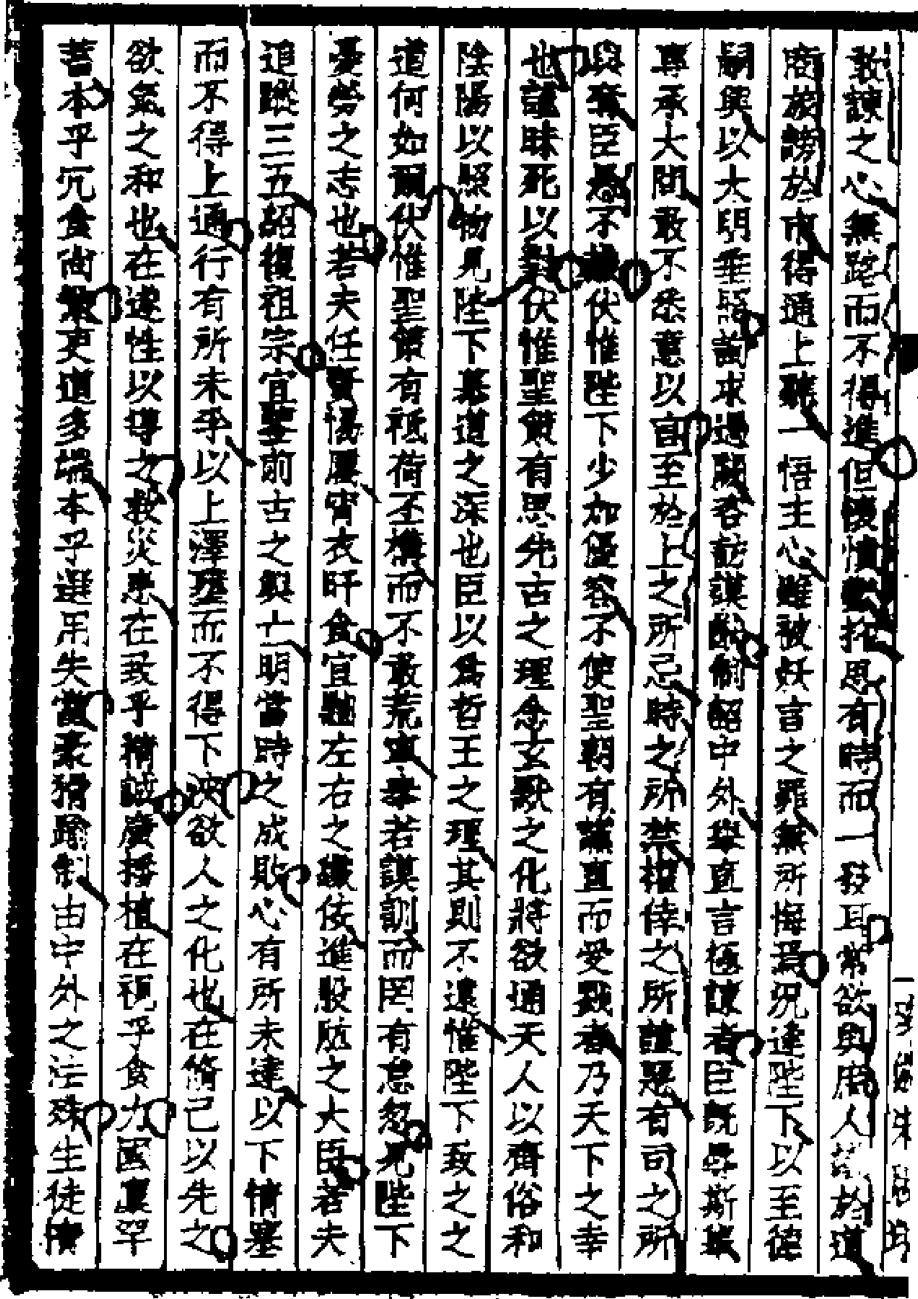 敢諫之心無路而不得進但懷憤鬱抒思有時而一發耳常欲與庶人議於道
商旅謗於市得通上聽一悟主心雖被妖言之罪無所悔焉況逢陛下以至德
嗣興以大明垂照詢求過闕咨訪謀猷制詔中外舉直言極諫者臣既辱斯舉
專承大問敢不悉意以言至於上之所忌時之所禁權倖之所諱惡有司之所
與奪臣愚不識伏惟陛下少加優容不使聖朝有讜直而受戮者乃天下之幸
也謹昧死以對伏惟聖策有思先古之理念玄默之化將欲通天人以齊俗和
陰陽以煦物見陛下慕道之深也臣以為哲王之理其則不遠惟陛下致之之
道何如爾伏惟聖策有祗荷丕構而不敢荒寧奉若謨訓而罔有怠忽見陛下
憂勞之志也若夫任賢惕厲宵衣旰食宜黜左右之纖佞進股肱之大臣若夫
追蹤三五紹復祖宗宜鑒前古之興亡明當時之成敗心有所未達以下情塞
而不得上通行有所未孚以上澤壅而不得下浹欲人之化也在脩己以先之
欲氣之和也在遂性以導之救災患在致乎精誠廣播植在視乎食力國廩罕
蓄本乎冗食尚繁吏道多端本乎選用失當豪猾踰制由中外之法殊生徒惰